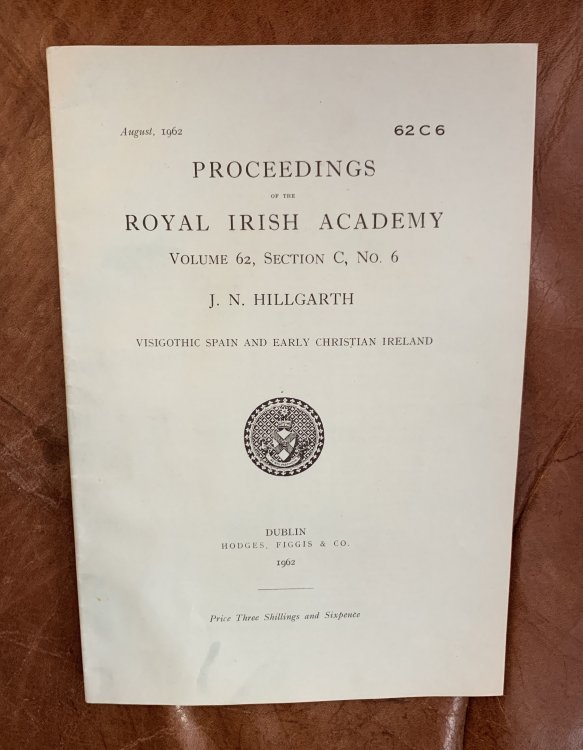 August, 1962 62 C 6
PROCEEDINGS
OF THE
ROYAL IRISH ACADEMY
VOLUME 62, SECTION C, NO. 6
J. N. HILLGARTH
VISIGOTHIC SPAIN AND EARLY CHRISTIAN IRELAND
DUBLIN
HODGES, FIGGIS & CO.
1962
Price Three Shillings and Sixpence